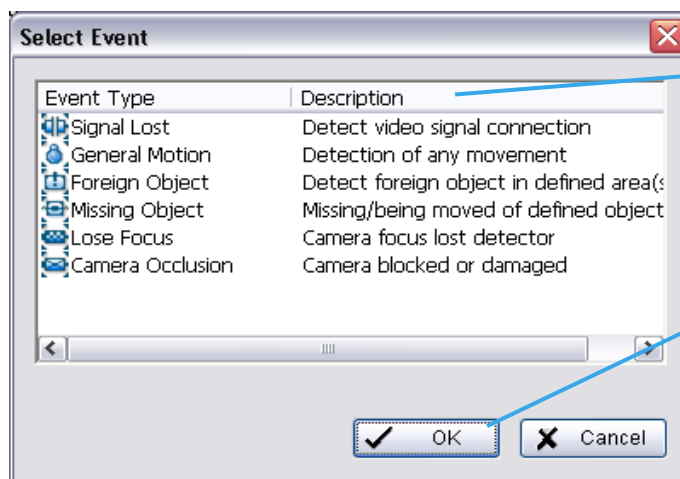 Select Event
Event Type Description
Signal Lost Detect video signal connection
General Motion Detection of any movement
Foreign Object Detect foreign object in defined area(s
Missing Object Missing/being moved of defined object
Lose Focus Camera focus lost detector
Camera Occlusion Camera blocked or damaged
OK Cancel